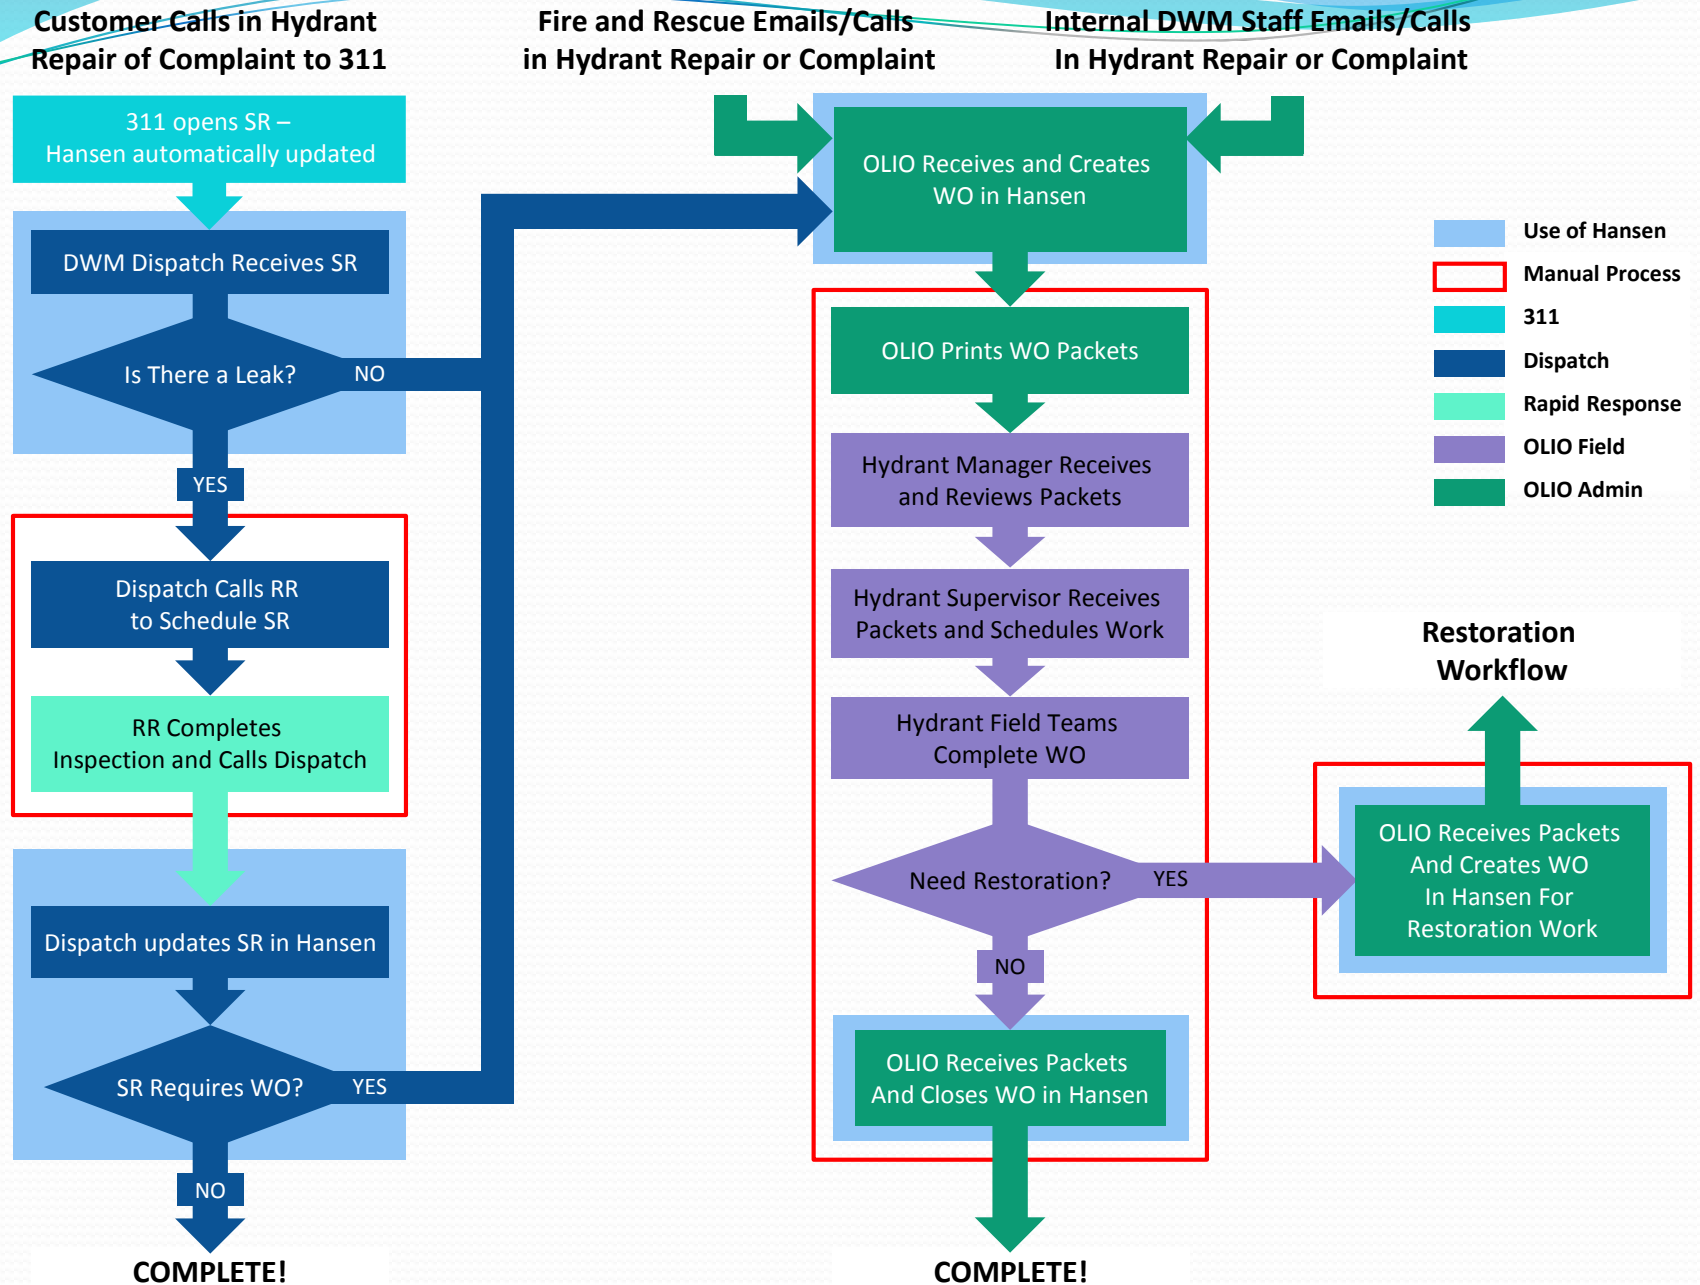 Customer Calls in Hydrant
Repair of Complaint to 311
Fire and Rescue Emails/Calls
in Hydrant Repair or Complaint
Internal DWM Staff Emails/Calls
In Hydrant Repair or Complaint
311 opens SR –
Hansen automatically updated
DWM Dispatch Receives SR
Is There a Leak?
NO
YES
Dispatch Calls RR
to Schedule SR
RR Completes
Inspection and Calls Dispatch
Dispatch updates SR in Hansen
SR Requires WO?
YES
NO
COMPLETE!
OLIO Receives and Creates
WO in Hansen
OLIO Prints WO Packets
Hydrant Manager Receives
and Reviews Packets
Hydrant Supervisor Receives
Packets and Schedules Work
Hydrant Field Teams
Complete WO
Need Restoration?
YES
NO
OLIO Receives Packets
And Closes WO in Hansen
COMPLETE!
Use of Hansen
Manual Process
311
Dispatch
Rapid Response
OLIO Field
OLIO Admin
Restoration
Workflow
OLIO Receives Packets
And Creates WO
In Hansen For
Restoration Work